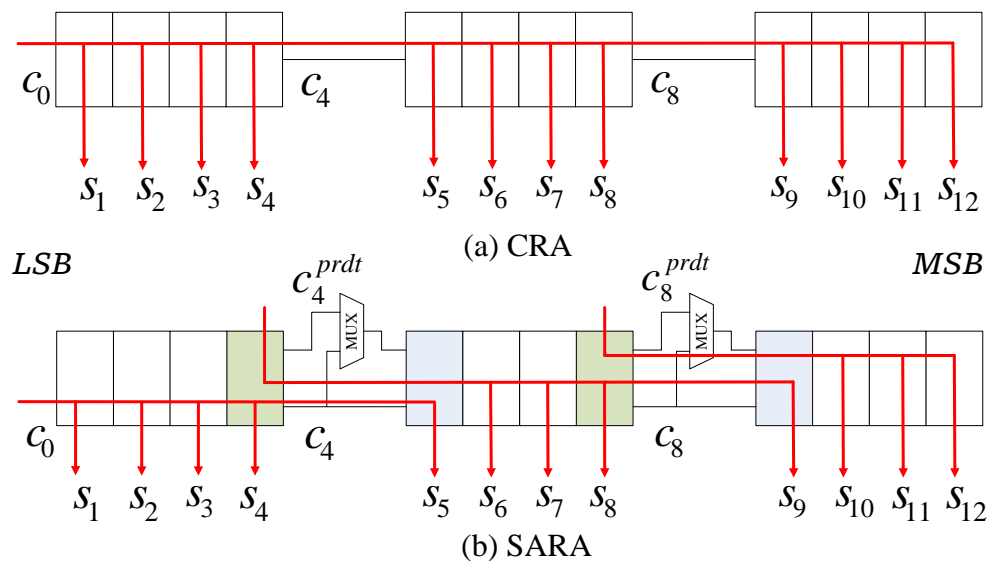 c₀ c₄ c₈
s₁ s₂ s₃ s₄ s₅ s₆ s₇ s₈ s₉ s₁₀ s₁₁ s₁₂
(a) CRA
LSB c₄ᵖʳᵈᵗ c₈ᵖʳᵈᵗ MSB
MUX MUX
c₀ c₄ c₈
s₁ s₂ s₃ s₄ s₅ s₆ s₇ s₈ s₉ s₁₀ s₁₁ s₁₂
(b) SARA